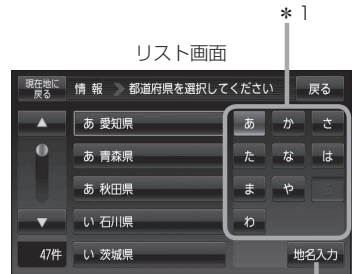 ＊1
リスト画面
現在地に
戻る
情報 都道府県を選択してください
戻る
▲
あ 愛知県
あ か さ
あ 青森県
た な は
あ 秋田県
ま や
▼
い 石川県
わ
47件
い 茨城県
地名入力